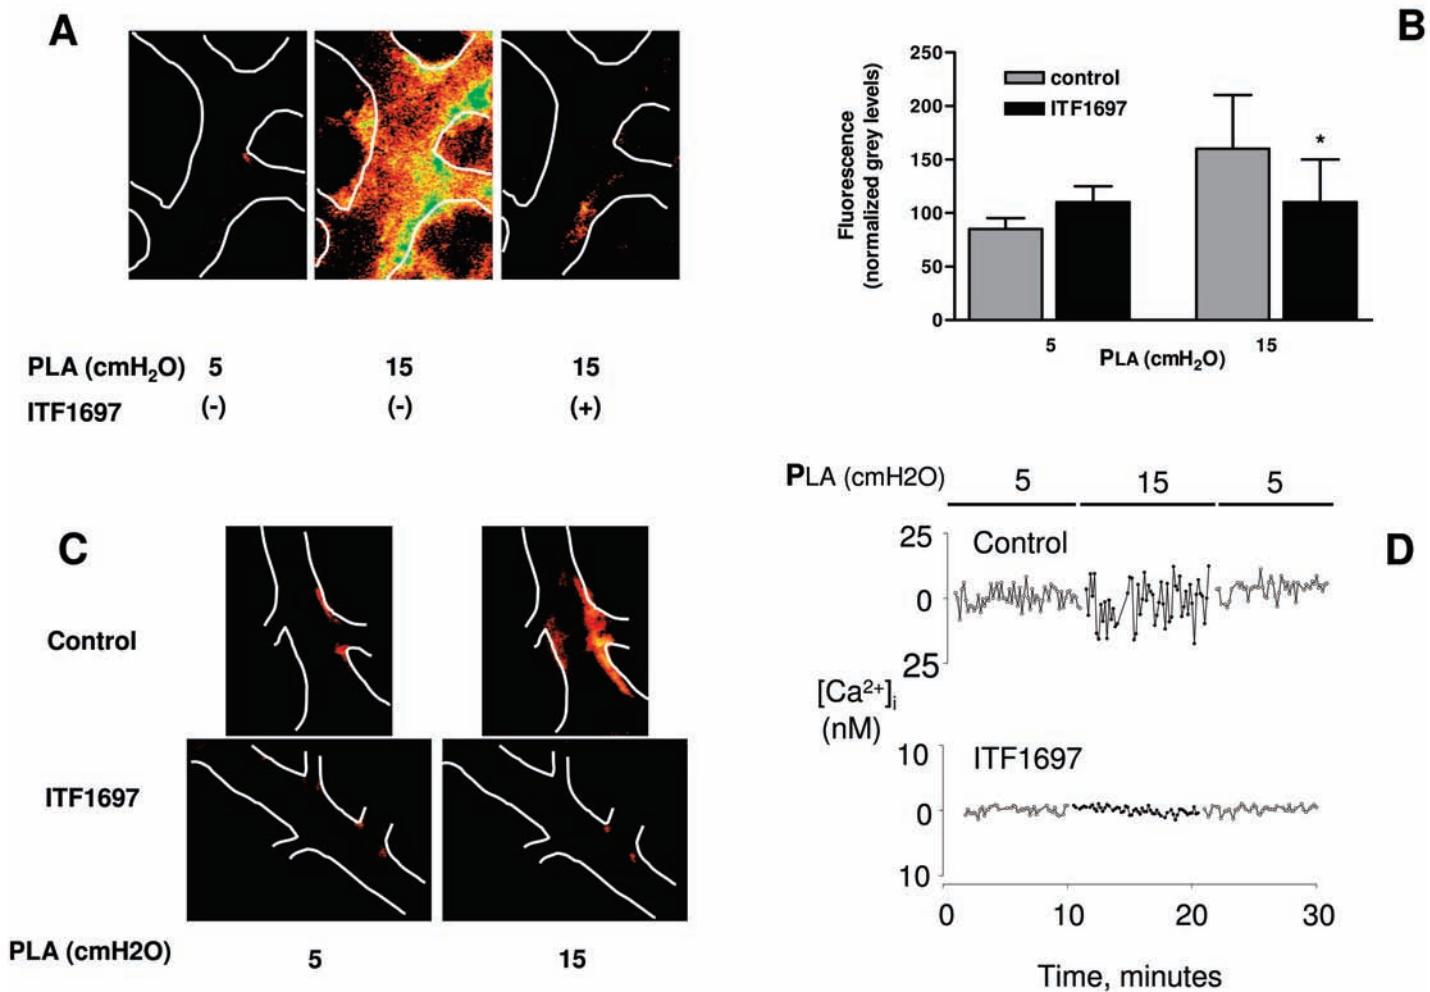 A
PLA (cmH₂O) 5 15 15
ITF1697 (-) (-) (+)
B
250
200
150
100
50
0
Fluorescence
(normalized grey levels)
control
ITF1697
*
5 15
PLA (cmH₂O)
C
Control
ITF1697
PLA (cmH2O) 5 15
PLA (cmH2O) 5 15 5
D
25
0
25
Control
[Ca²⁺]ᵢ
(nM)
10
0
10
ITF1697
0 10 20 30
Time, minutes